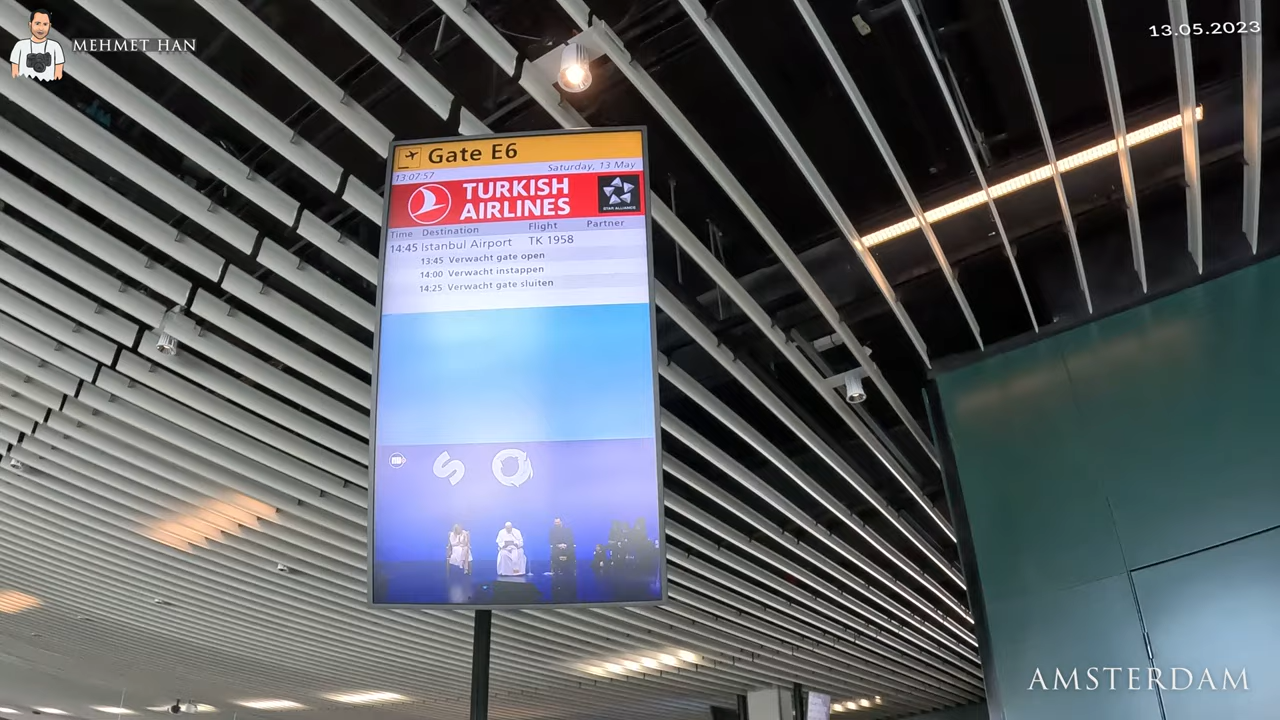 MEHMET HAN
13.05.2023
Gate E6
13:07:57 Saturday, 13 May
TURKISH
AIRLINES
STAR ALLIANCE
Time Destination Flight Partner
14:45 Istanbul Airport TK 1958
13:45 Verwacht gate open
14:00 Verwacht instappen
14:25 Verwacht gate sluiten
AMSTERDAM